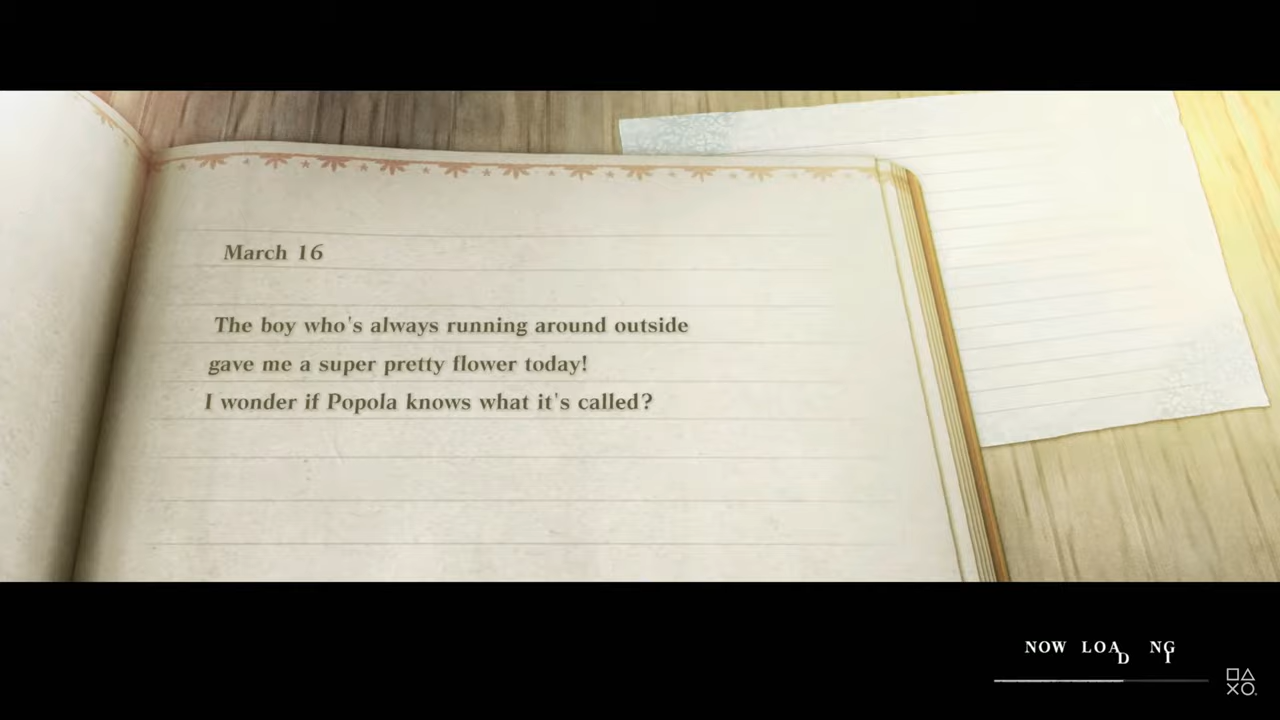 March 16
The boy who's always running around outside
gave me a super pretty flower today!
I wonder if Popola knows what it's called?
NOW LOADING